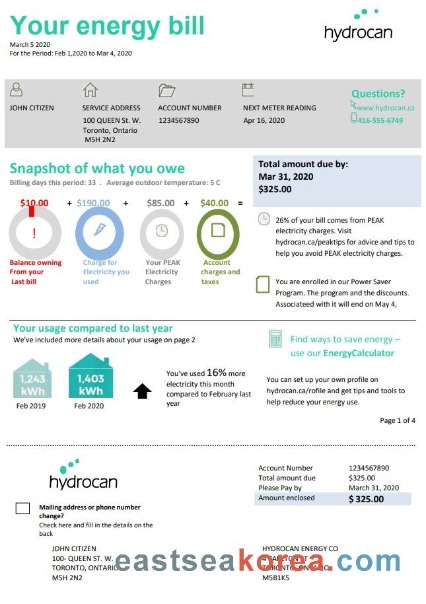 Your energy bill
March 5 2020
For the Period: Feb 1,2020 to Mar 4, 2020
hydrocan
JOHN CITIZEN
SERVICE ADDRESS
100 QUEEN St. W.
Toronto, Ontario
M5H 2N2
ACCOUNT NUMBER
1234567890
NEXT METER READING
Apr 16, 2020
Questions?
www.hydrocan.ca
416-555-6749
Snapshot of what you owe
Billing days this period: 33 . Average outdoor temperature: 5 C
$10.00 + $190.00 + $85.00 + $40.00 =
!
Balance owning
From your
Last bill
Charge for
Electricity you
used
Your PEAK
Electricity
Charges
Account
charges and
taxes
Total amount due by:
Mar 31, 2020
$325.00
26% of your bill comes from PEAK
electricity charges. Visit
hydrocan.ca/peaktips for advice and tips to
help you avoid PEAK electricity charges.
You are enrolled in our Power Saver
Program. The program and the discounts.
Associateed with it will end on May 4,
Your usage compared to last year
We've included more details about your usage on page 2
1,243
kWh
Feb 2019
1,403
kWh
Feb 2020
You've used 16% more
electricity this month
compared to February last
year
Find ways to save energy –
use our EnergyCalculator
You can set up your own profile on
hydrocan.ca/rofile and get tips and tools to
help reduce your energy use.
Page 1 of 4
hydrocan
Mailing address or phone number
change?
Check here and fill in the details on the
back
Account Number 1234567890
Total amount due $325.00
Please Pay by March 31, 2020
Amount enclosed $ 325.00
JOHN CITIZEN
100- QUEEN ST. W.
TORONTO, ONTARIO
M5H 2N2
HYDROCAN ENERGY CO
M5B1K5
eastseakorea.com